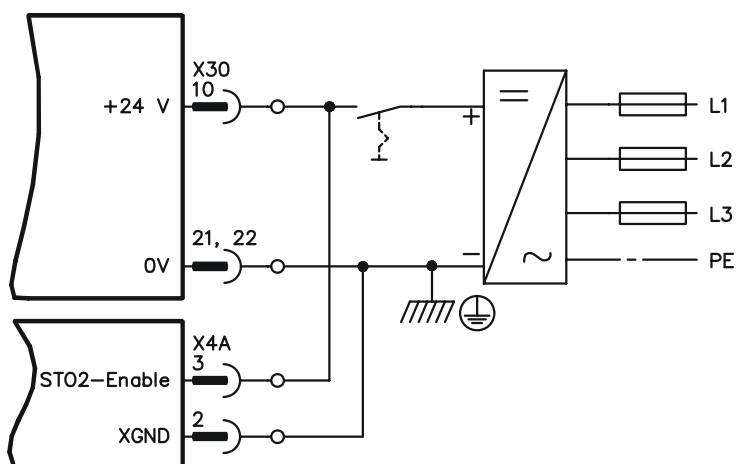 X30
10
+24 V
+
L1
L2
L3
21, 22
0V
−
PE
X4A
3
STO2-Enable
2
XGND